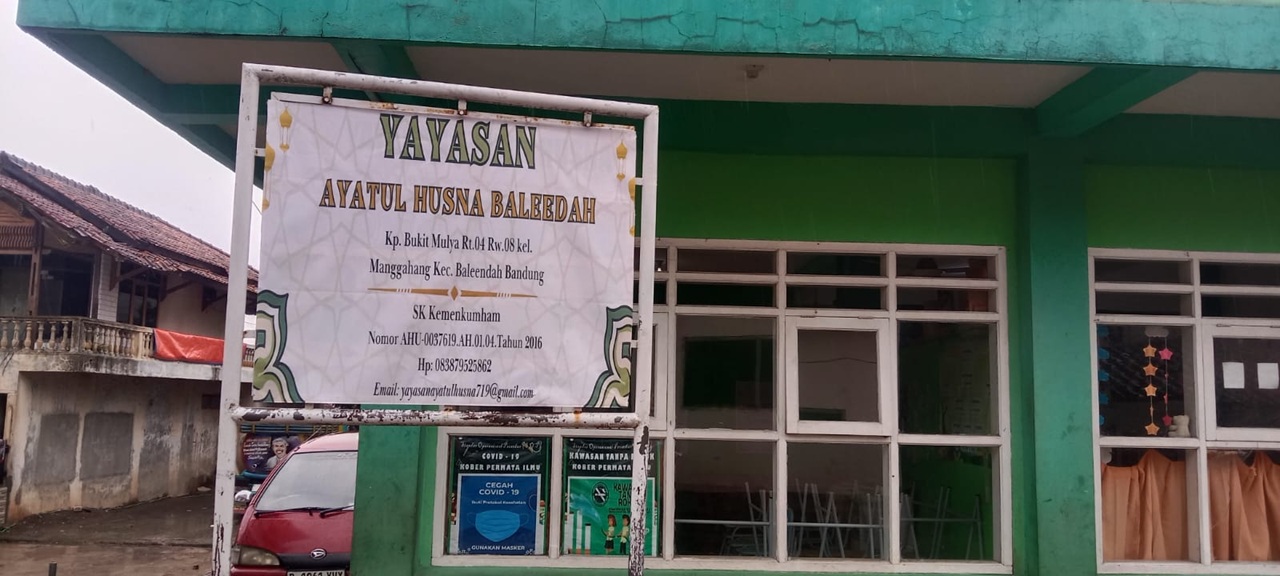 YAYASAN
AYATUL HUSNA BALEEDAH
Kp. Bukit Mulya Rt.04 Rw.08 kel.
Manggahang Kec. Baleendah Bandung
SK Kemenkumham
Nomor AHU-0037619.AH.01.04.Tahun 2016
Hp: 083879525862
Email: yayasanayatulhusna719@gmail.com
COVID - 19
KOBER PERMATA ILMU
CEGAH
COVID - 19
GUNAKAN MASKER
KAWASAN TANPA
KOBER PERMATA ILMU